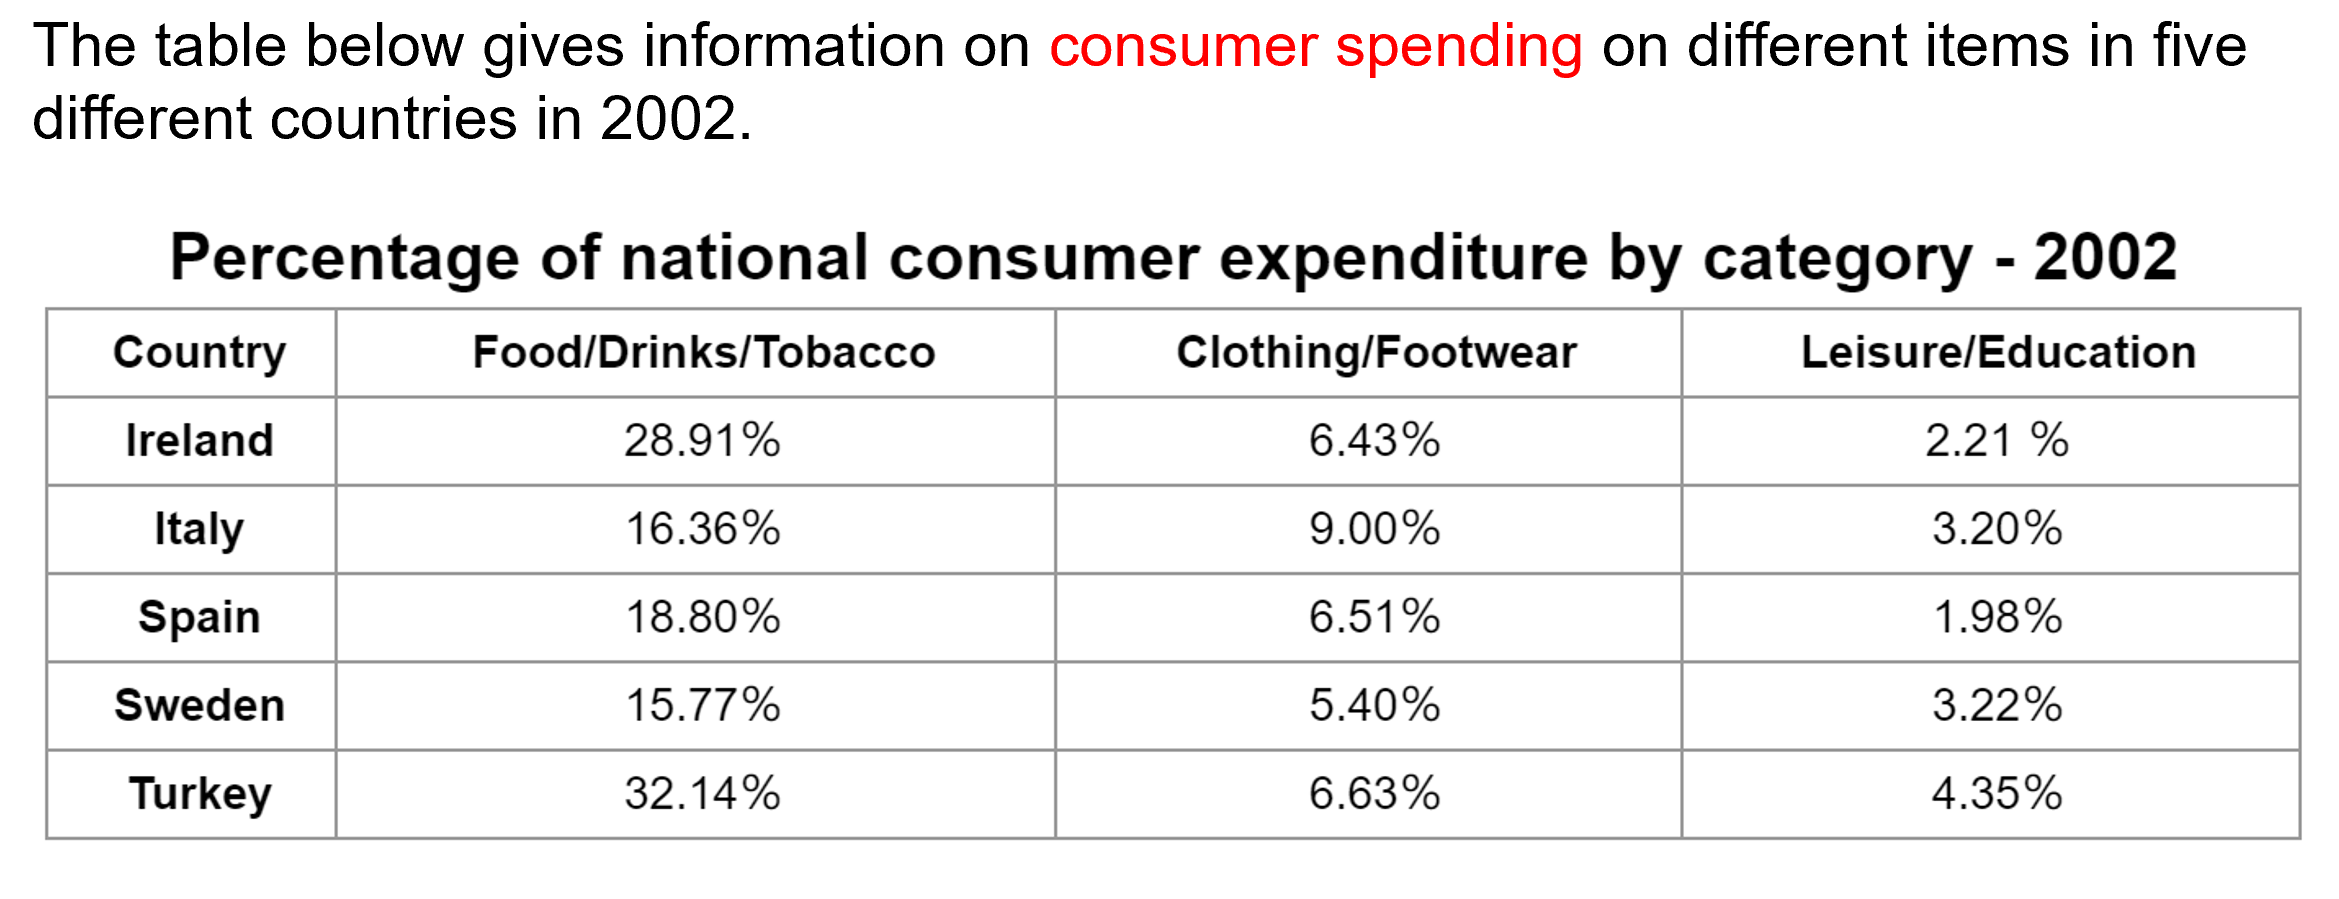 The table below gives information on consumer spending on different items in five
different countries in 2002.
Percentage of national consumer expenditure by category - 2002
Country Food/Drinks/Tobacco Clothing/Footwear Leisure/Education
Ireland 28.91% 6.43% 2.21 %
Italy 16.36% 9.00% 3.20%
Spain 18.80% 6.51% 1.98%
Sweden 15.77% 5.40% 3.22%
Turkey 32.14% 6.63% 4.35%